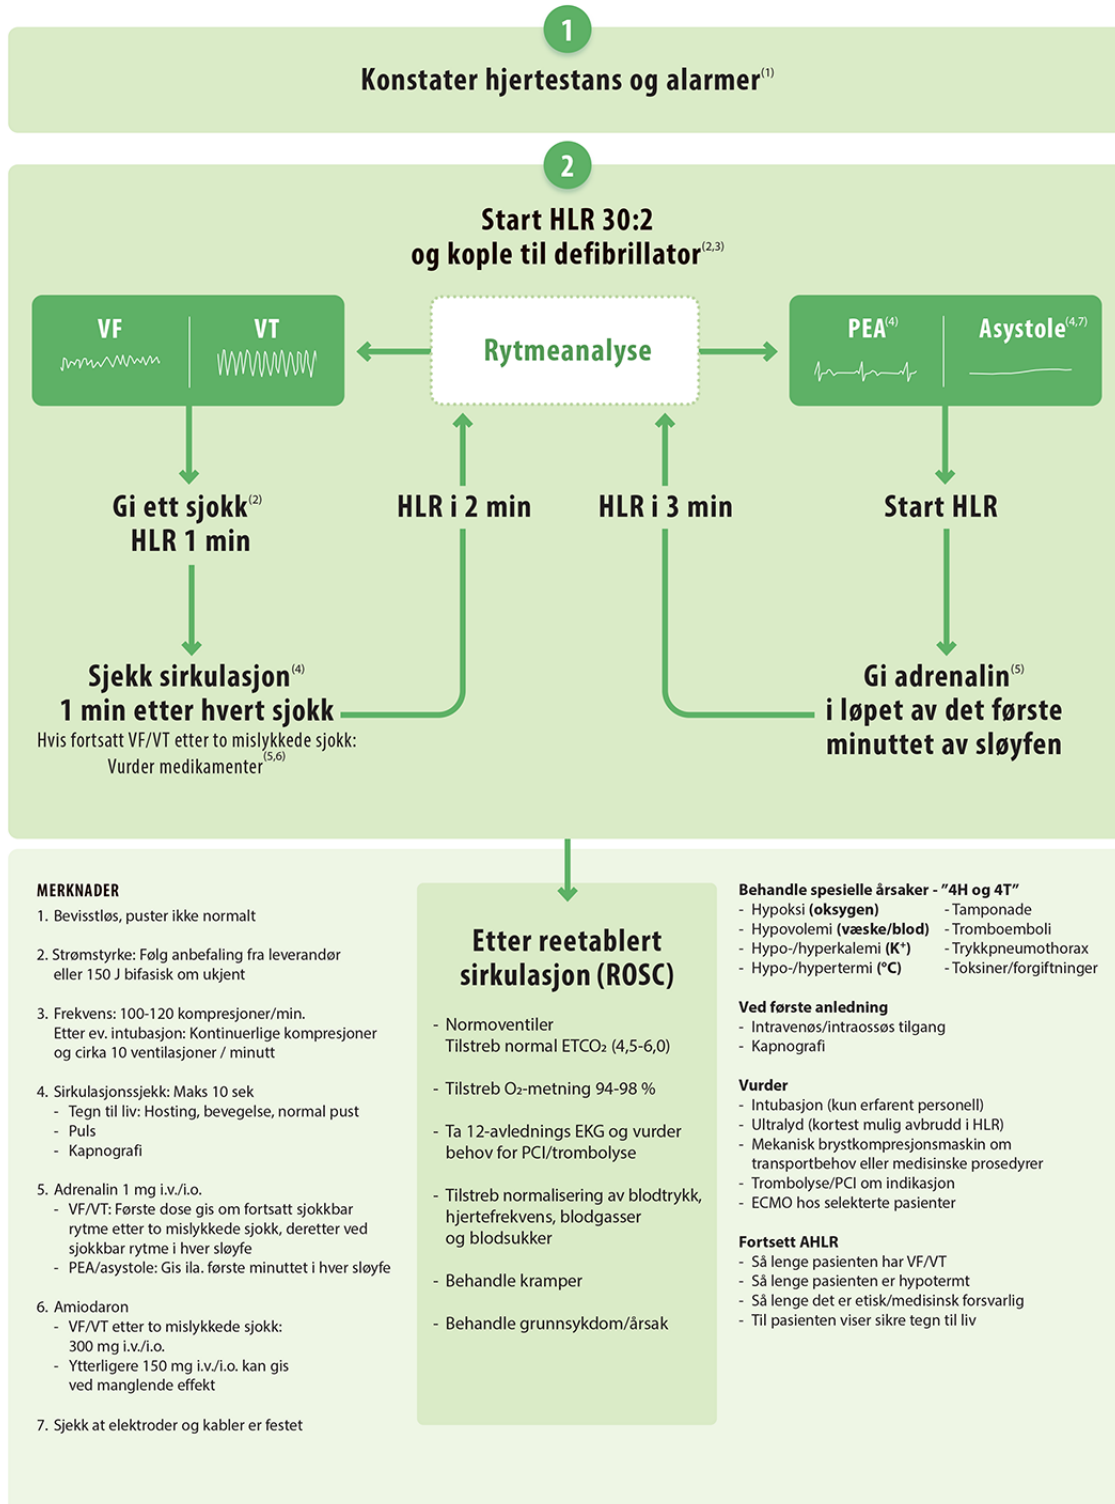 1
Konstater hjertestans og alarmer(1)
2
Start HLR 30:2
og kople til defibrillator(2,3)
VF
VT
Rytmeanalyse
PEA(4)
Asystole(4,7)
Gi ett sjokk(2)
HLR 1 min
HLR i 2 min
HLR i 3 min
Start HLR
Sjekk sirkulasjon(4)
1 min etter hvert sjokk
Hvis fortsatt VF/VT etter to mislykkede sjokk:
Vurder medikamenter(5,6)
Gi adrenalin(5)
i løpet av det første
minuttet av sløyfen
MERKNADER
1. Bevisstløs, puster ikke normalt
2. Strømstyrke: Følg anbefaling fra leverandør
eller 150 J bifasisk om ukjent
3. Frekvens: 100-120 kompresjoner/min.
Etter ev. intubasjon: Kontinuerlige kompresjoner
og cirka 10 ventilasjoner / minutt
4. Sirkulasjonssjekk: Maks 10 sek
- Tegn til liv: Hosting, bevegelse, normal pust
- Puls
- Kapnografi
5. Adrenalin 1 mg i.v./i.o.
- VF/VT: Første dose gis om fortsatt sjokkbar
rytme etter to mislykkede sjokk, deretter ved
sjokkbar rytme i hver sløyfe
- PEA/asystole: Gis ila. første minuttet i hver sløyfe
6. Amiodaron
- VF/VT etter to mislykkede sjokk:
300 mg i.v./i.o.
- Ytterligere 150 mg i.v./i.o. kan gis
ved manglende effekt
7. Sjekk at elektroder og kabler er festet
Etter reetablert
sirkulasjon (ROSC)
- Normoventiler
Tilstreb normal ETCO₂ (4,5-6,0)
- Tilstreb O₂-metning 94-98 %
- Ta 12-avlednings EKG og vurder
behov for PCI/trombolyse
- Tilstreb normalisering av blodtrykk,
hjertefrekvens, blodgasser
og blodsukker
- Behandle kramper
- Behandle grunnsykdom/årsak
Behandle spesielle årsaker - ”4H og 4T”
- Hypoksi (oksygen)
- Hypovolemi (væske/blod)
- Hypo-/hyperkalemi (K⁺)
- Hypo-/hypertermi (°C)
- Tamponade
- Tromboemboli
- Trykkpneumothorax
- Toksiner/forgiftninger
Ved første anledning
- Intravenøs/intraossøs tilgang
- Kapnografi
Vurder
- Intubasjon (kun erfarent personell)
- Ultralyd (kortest mulig avbrudd i HLR)
- Mekanisk brystkompresjonsmaskin om
transportbehov eller medisinske prosedyrer
- Trombolyse/PCI om indikasjon
- ECMO hos selekterte pasienter
Fortsett AHLR
- Så lenge pasienten har VF/VT
- Så lenge pasienten er hypotermt
- Så lenge det er etisk/medisinsk forsvarlig
- Til pasienten viser sikre tegn til liv